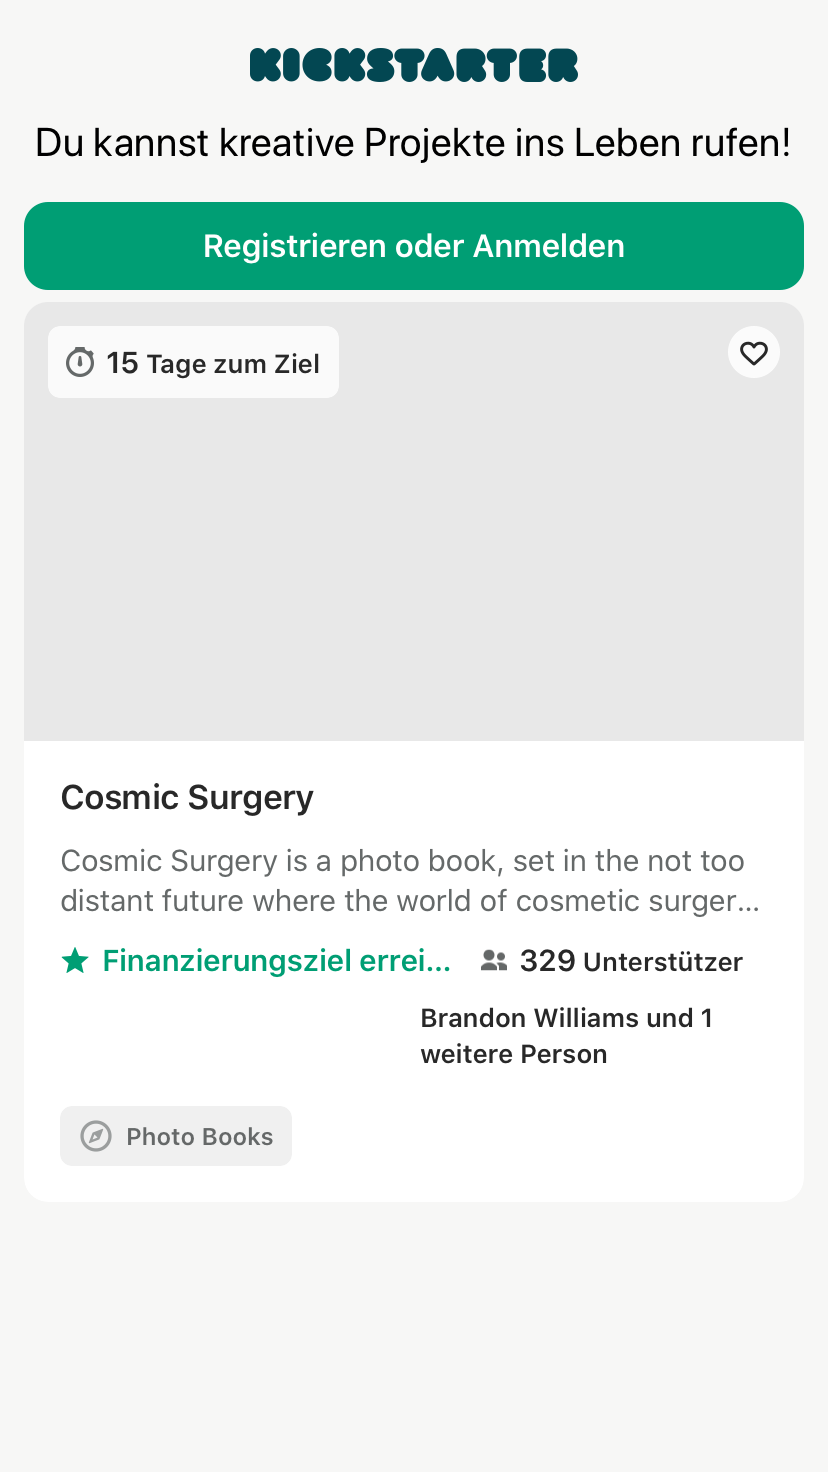 KICKSTARTER
Du kannst kreative Projekte ins Leben rufen!
Registrieren oder Anmelden
15 Tage zum Ziel
Cosmic Surgery
Cosmic Surgery is a photo book, set in the not too
distant future where the world of cosmetic surger...
Finanzierungsziel errei... 329 Unterstützer
Brandon Williams und 1
weitere Person
Photo Books